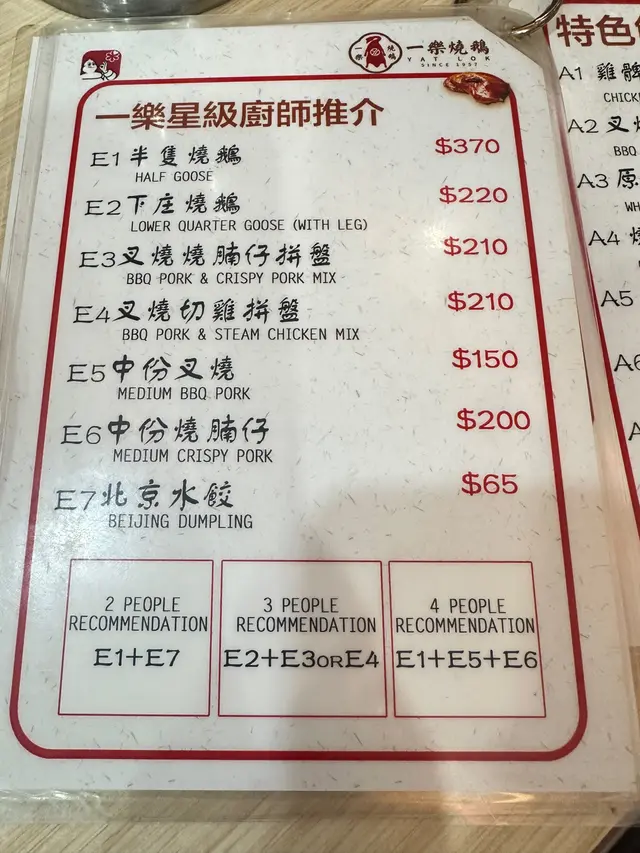 一樂燒鵝
YAT LOK
SINCE 1957
一樂星級廚師推介
E1 半隻燒鵝 $370
HALF GOOSE
E2 下庄燒鵝 $220
LOWER QUARTER GOOSE (WITH LEG)
E3 叉燒燒腩仔拼盤 $210
BBQ PORK & CRISPY PORK MIX
E4 叉燒切雞拼盤 $210
BBQ PORK & STEAM CHICKEN MIX
E5 中份叉燒 $150
MEDIUM BBQ PORK
E6 中份燒腩仔 $200
MEDIUM CRISPY PORK
E7 北京水餃 $65
BEIJING DUMPLING
2 PEOPLE
RECOMMENDATION
E1+E7
3 PEOPLE
RECOMMENDATION
E2+E3ORE4
4 PEOPLE
RECOMMENDATION
E1+E5+E6
特色
A1 雞
A2 叉
BBQ
A3 原
A4
A5